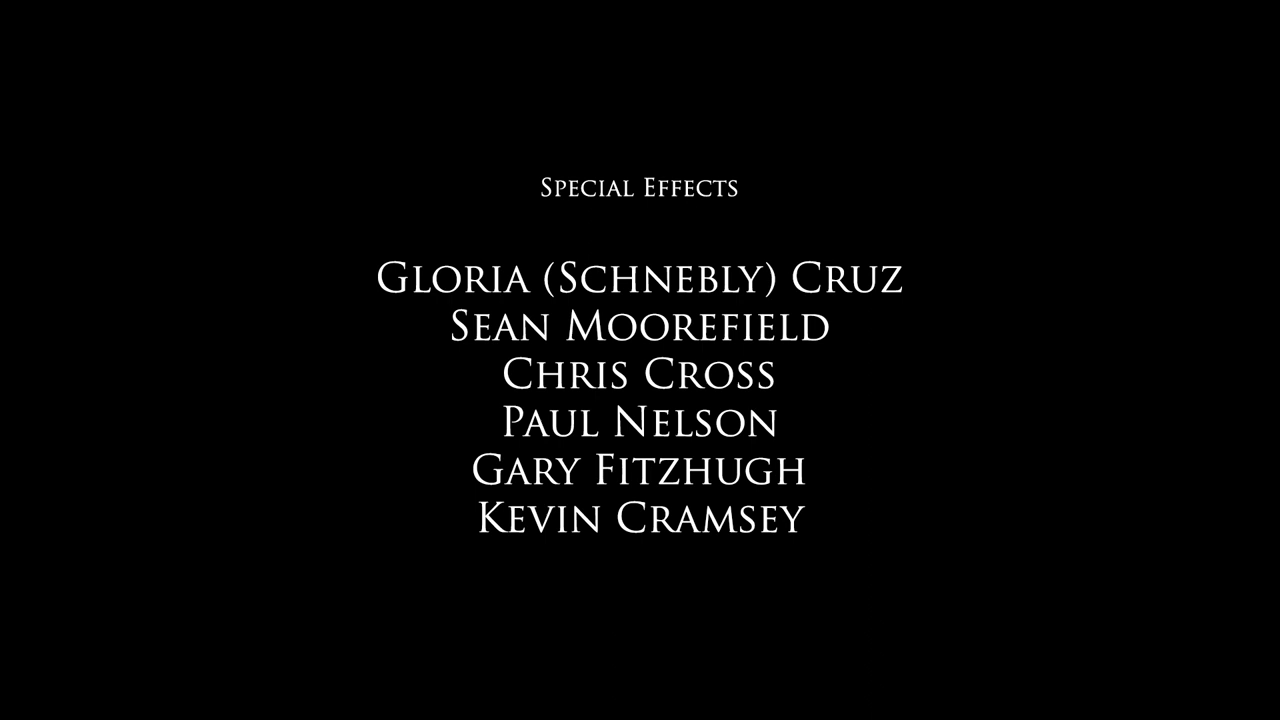 Special Effects
Gloria (Schnebly) Cruz
Sean Moorefield
Chris Cross
Paul Nelson
Gary Fitzhugh
Kevin Cramsey